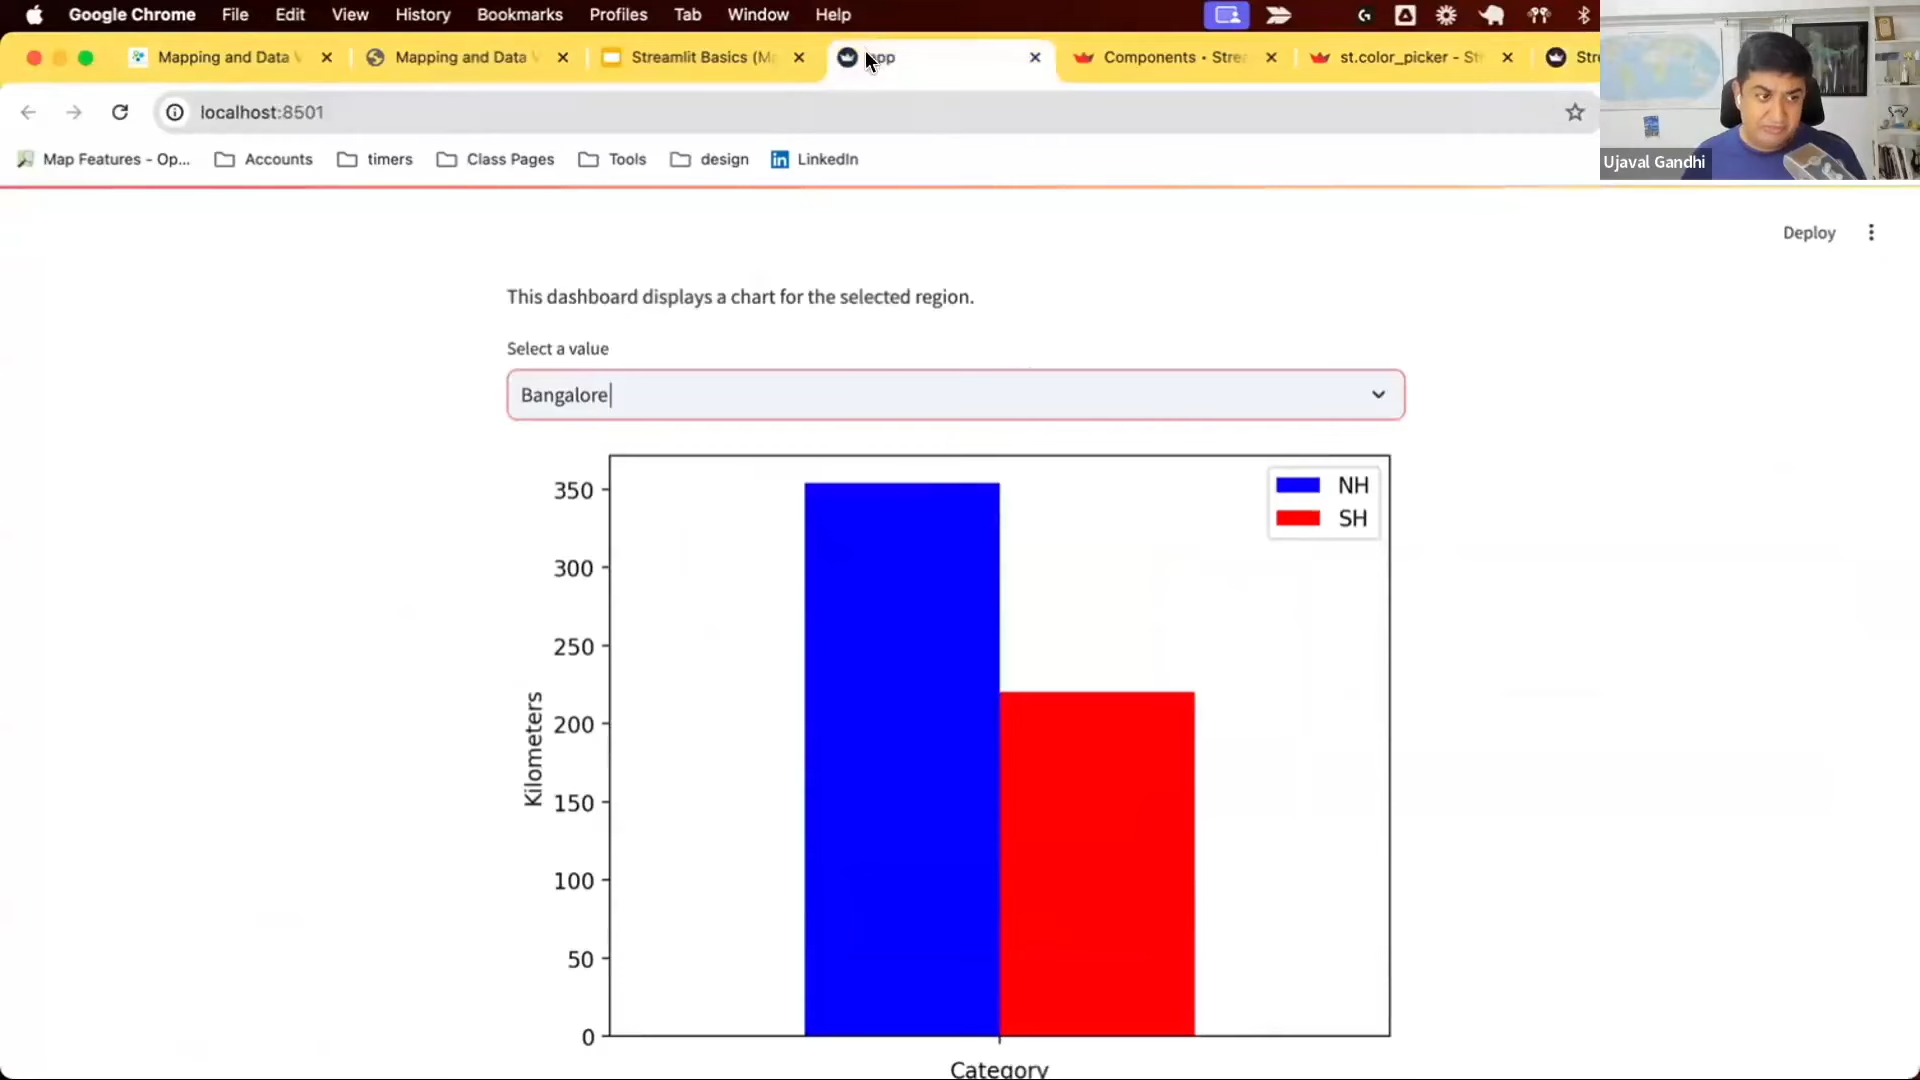 Google Chrome File Edit View History Bookmarks Profiles Tab Window Help
Mapping and Data V
Mapping and Data V
Streamlit Basics (M
Components • Strea
st.color_picker - St
Str
localhost:8501
Map Features - Op... Accounts timers Class Pages Tools design LinkedIn
Ujaval Gandhi
Deploy
This dashboard displays a chart for the selected region.
Select a value
Bangalore
NH
SH
350
300
250
200
150
100
50
0
Kilometers
Category